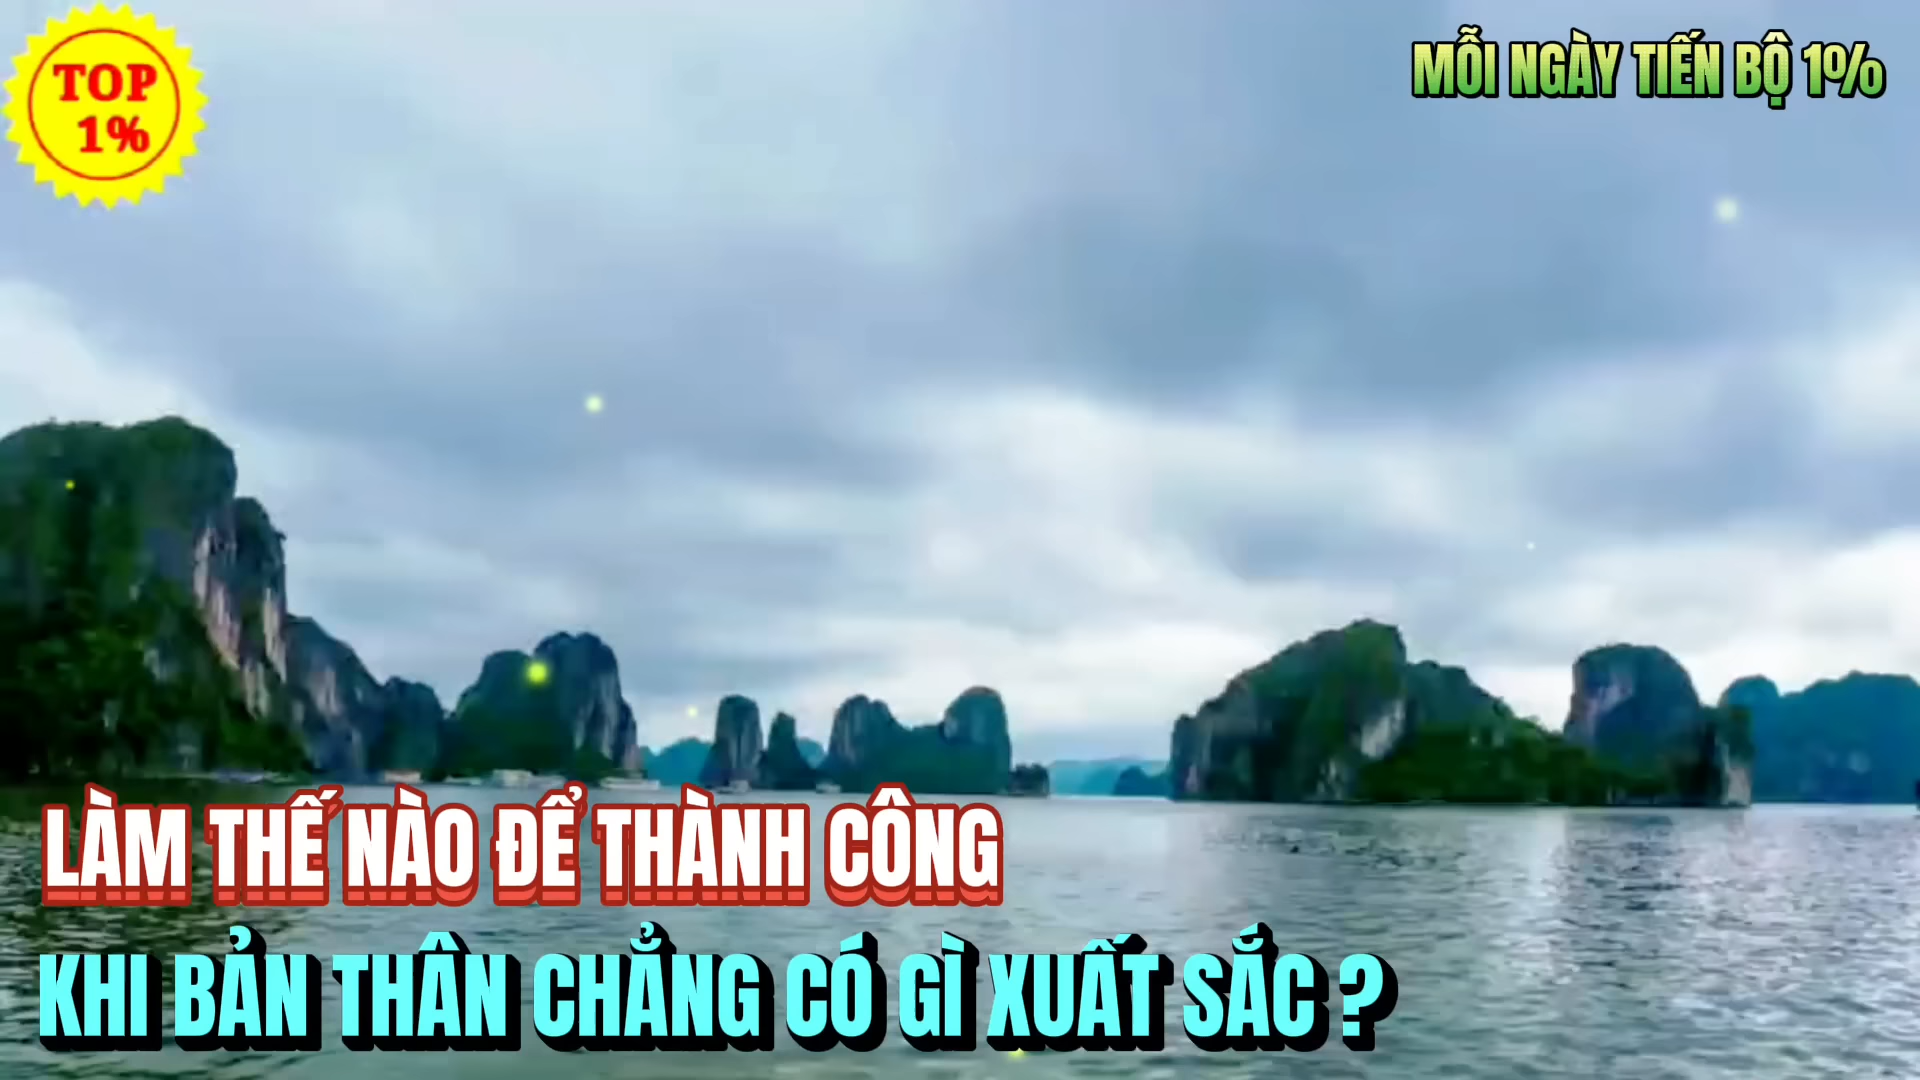 TOP
1%
MỖI NGÀY TIẾN BỘ 1%
LÀM THẾ NÀO ĐỂ THÀNH CÔNG
KHI BẢN THÂN CHẲNG CÓ GÌ XUẤT SẮC ?